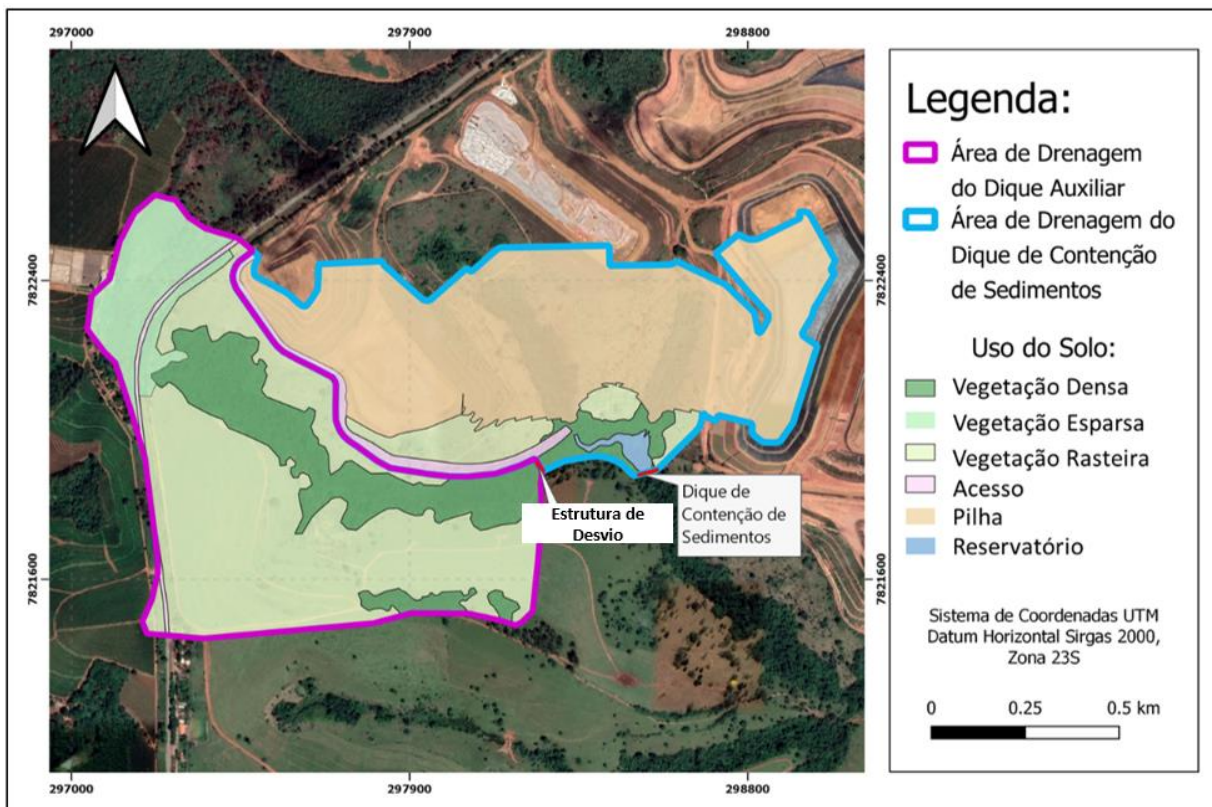 297000
297900
298800
7822400
7822400
7821600
7821600
297000
297900
298800
Estrutura de
Desvio
Dique de
Contenção de
Sedimentos
Legenda:
Área de Drenagem
do Dique Auxiliar
Área de Drenagem do
Dique de Contenção
de Sedimentos
Uso do Solo:
Vegetação Densa
Vegetação Esparsa
Vegetação Rasteira
Acesso
Pilha
Reservatório
Sistema de Coordenadas UTM
Datum Horizontal Sirgas 2000,
Zona 23S
0 0.25 0.5 km